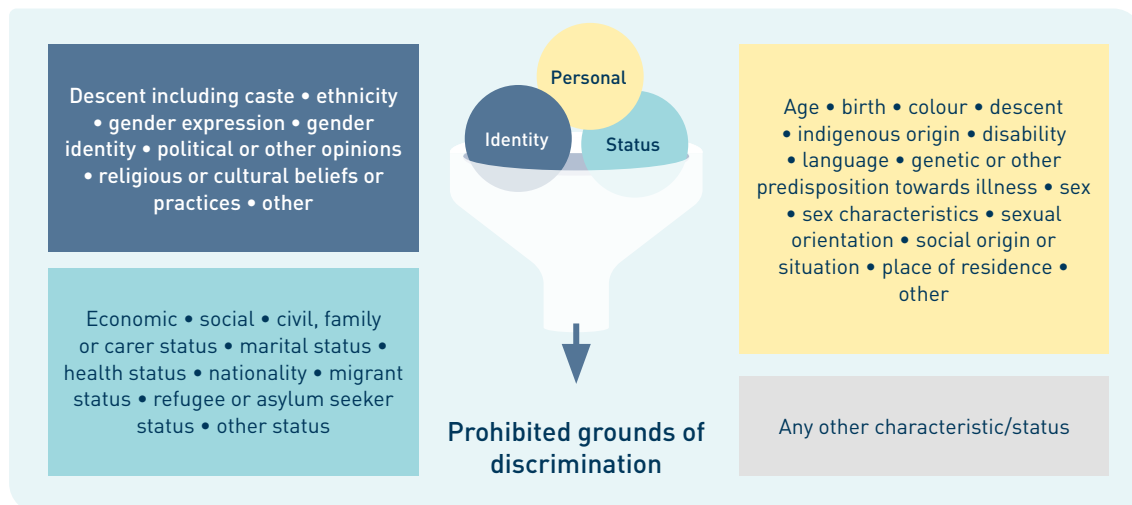 Descent including caste • ethnicity
• gender expression • gender
identity • political or other opinions
• religious or cultural beliefs or
practices • other
Economic • social • civil, family
or carer status • marital status •
health status • nationality • migrant
status • refugee or asylum seeker
status • other status
Personal
Identity
Status
Prohibited grounds of
discrimination
Age • birth • colour • descent
• indigenous origin • disability
• language • genetic or other
predisposition towards illness • sex
• sex characteristics • sexual
orientation • social origin or
situation • place of residence •
other
Any other characteristic/status